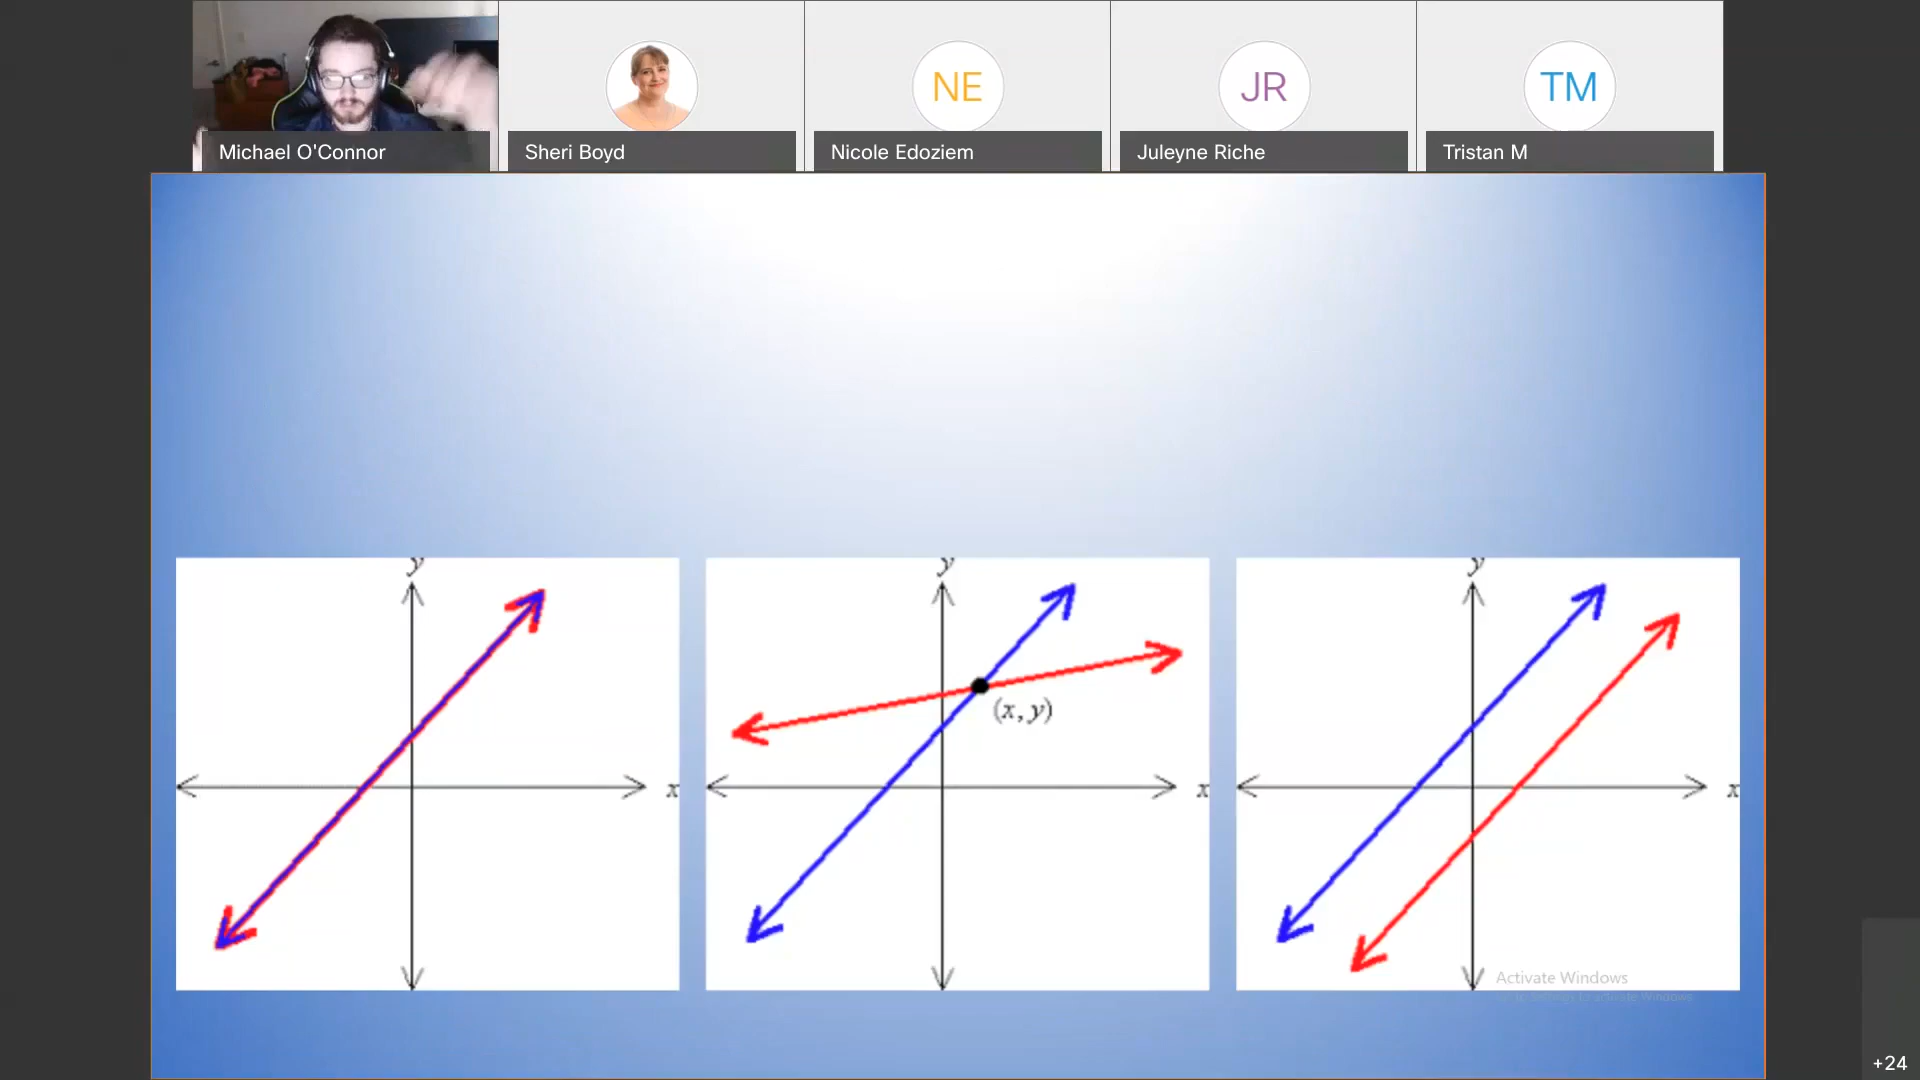 NE
JR
TM
Michael O'Connor
Sheri Boyd
Nicole Edoziem
Juleyne Riche
Tristan M
y
y
y
(x, y)
x
x
x
Activate Windows
+24